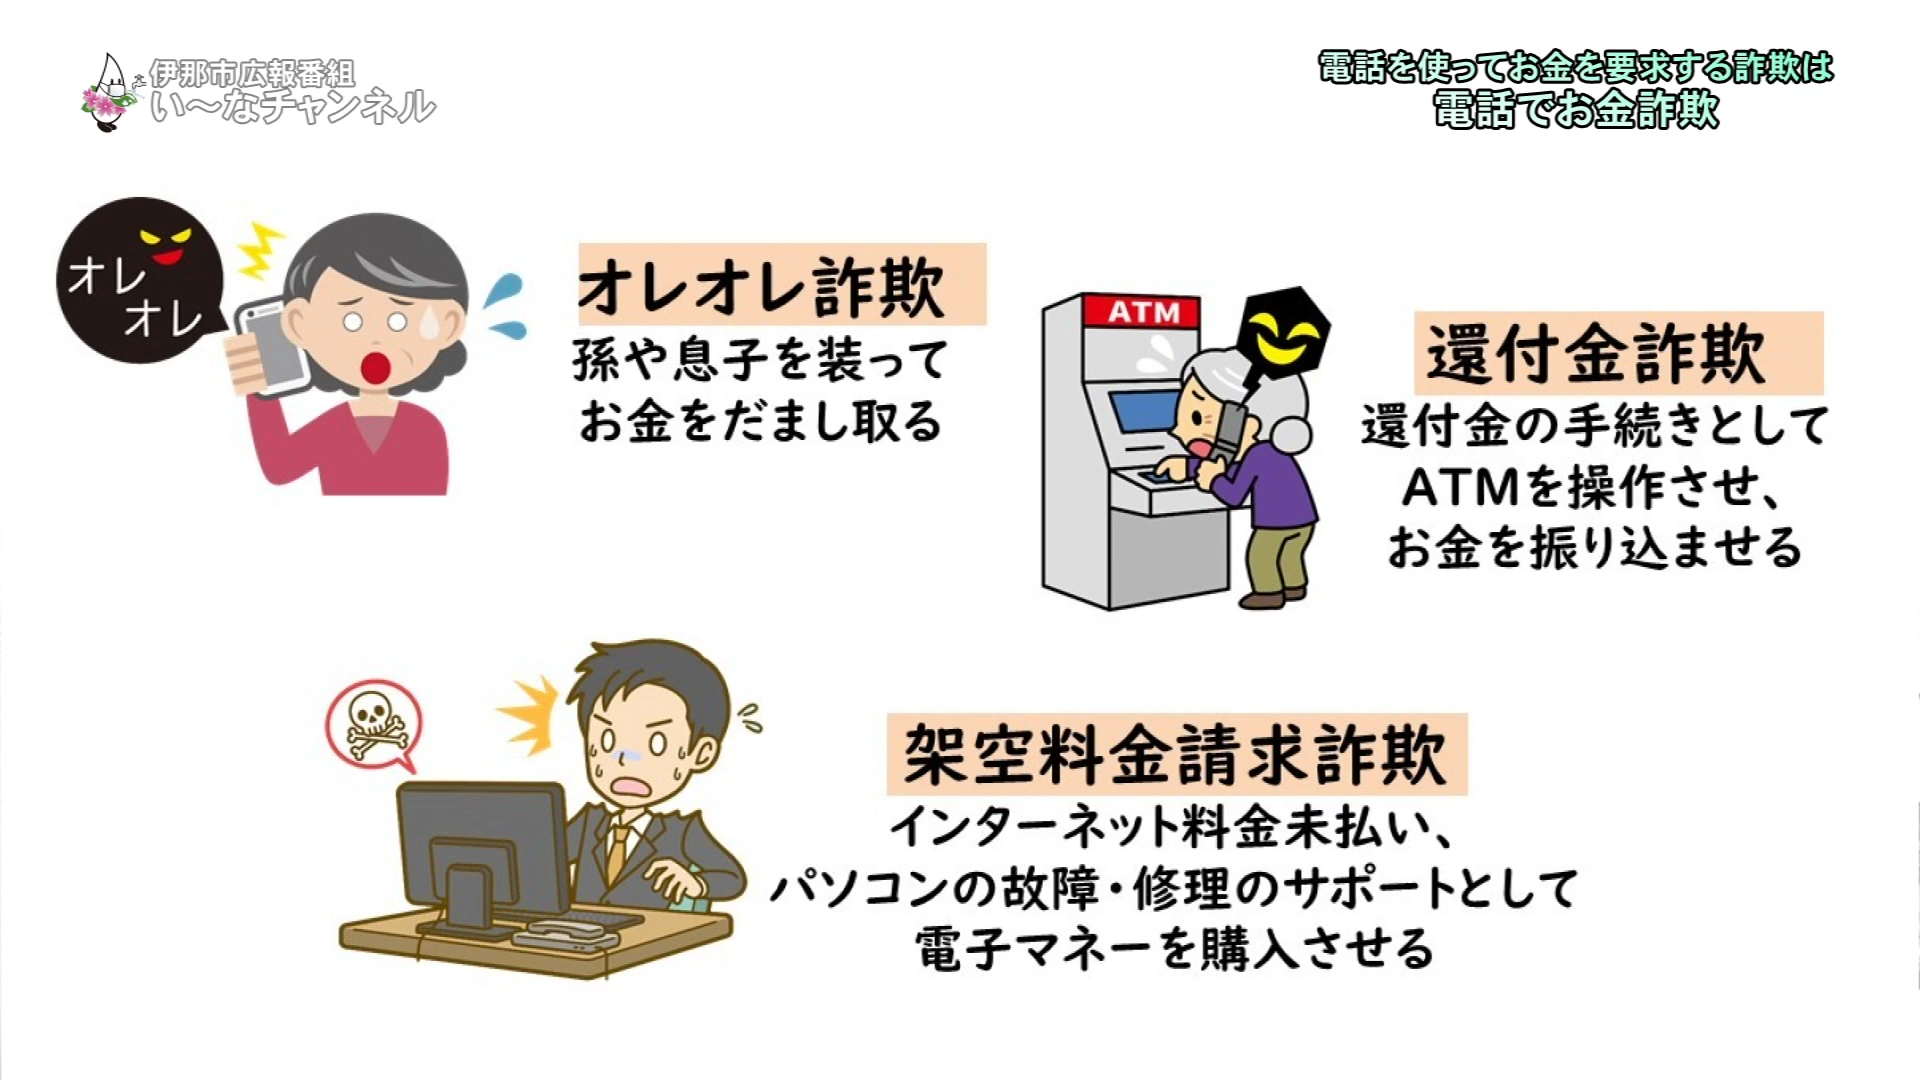 伊那市広報番組
い～なチャンネル
電話を使ってお金を要求する詐欺は
電話でお金詐欺
オレ
オレ
オレオレ詐欺
孫や息子を装って
お金をだまし取る
ATM
還付金詐欺
還付金の手続きとして
ATMを操作させ、
お金を振り込ませる
架空料金請求詐欺
インターネット料金未払い、
パソコンの故障・修理のサポートとして
電子マネーを購入させる